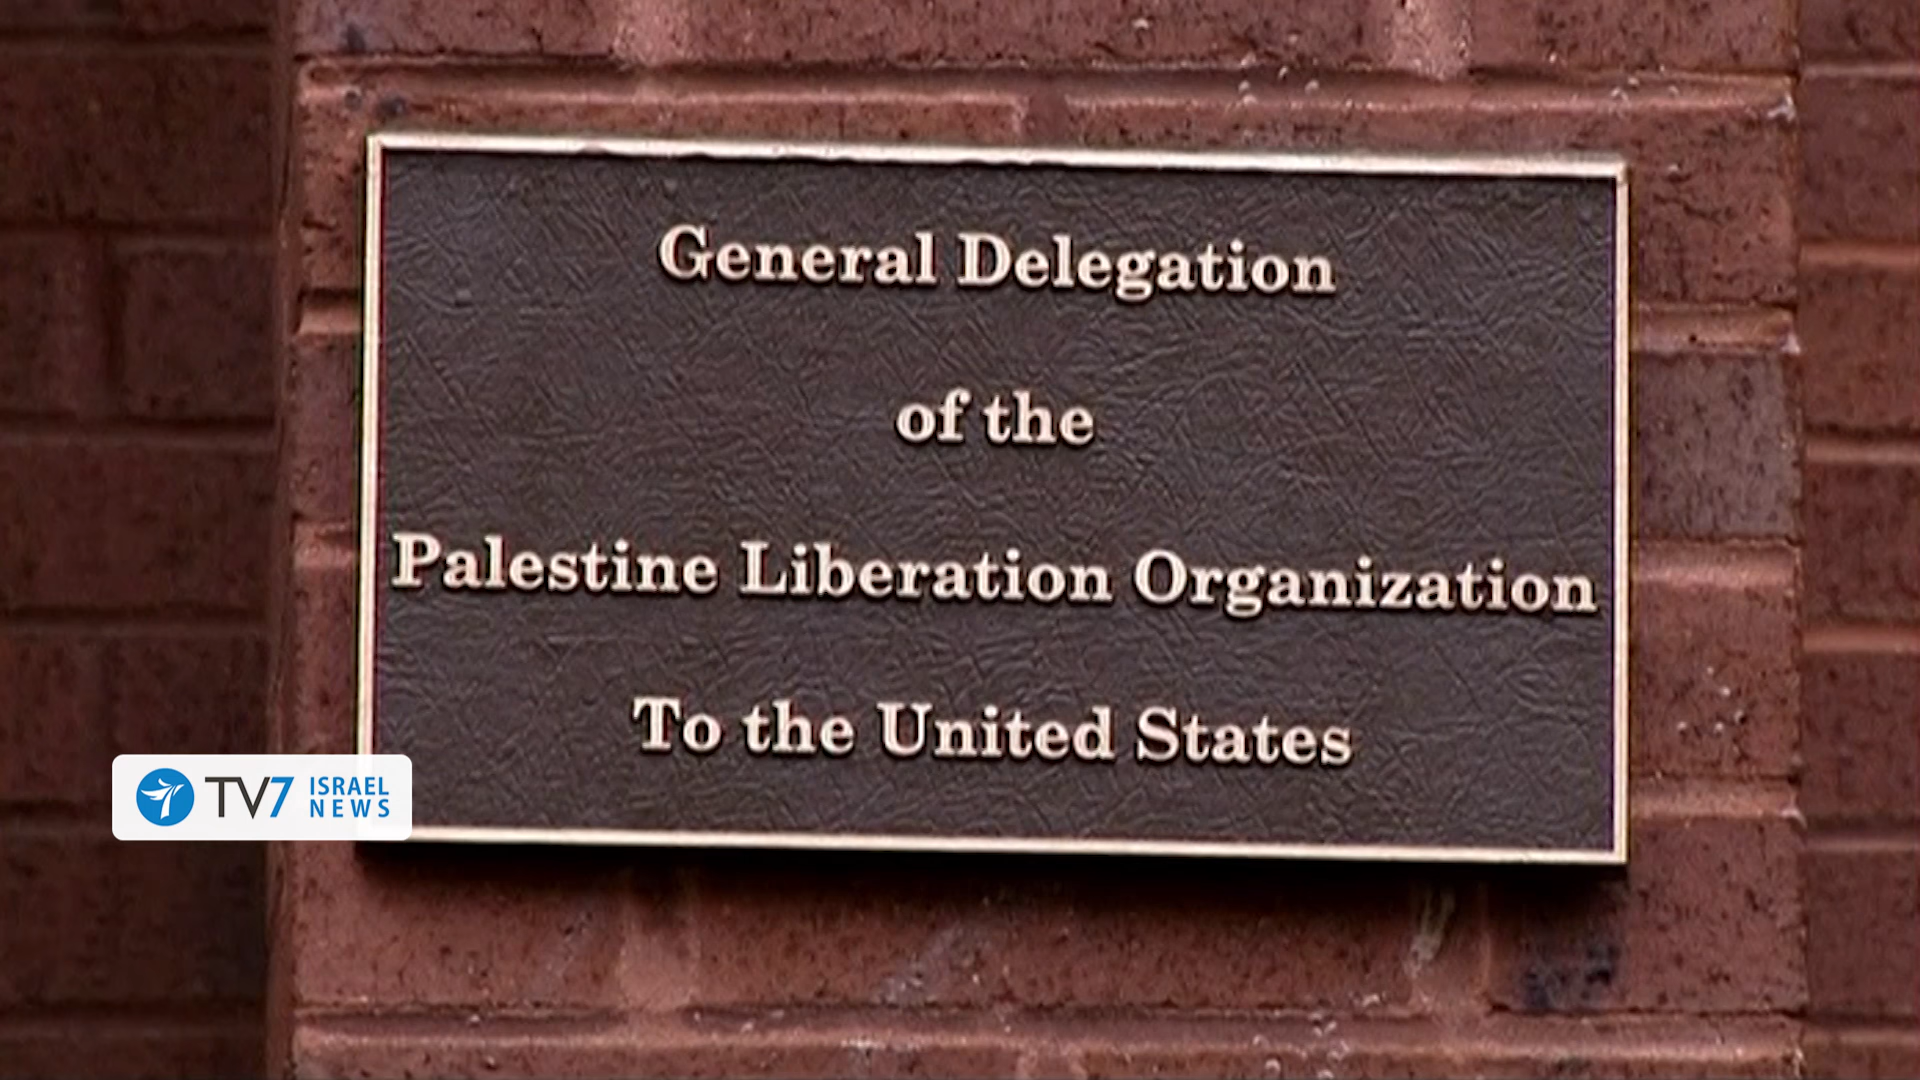 General Delegation
of the
Palestine Liberation Organization
To the United States
TV7 ISRAEL
NEWS